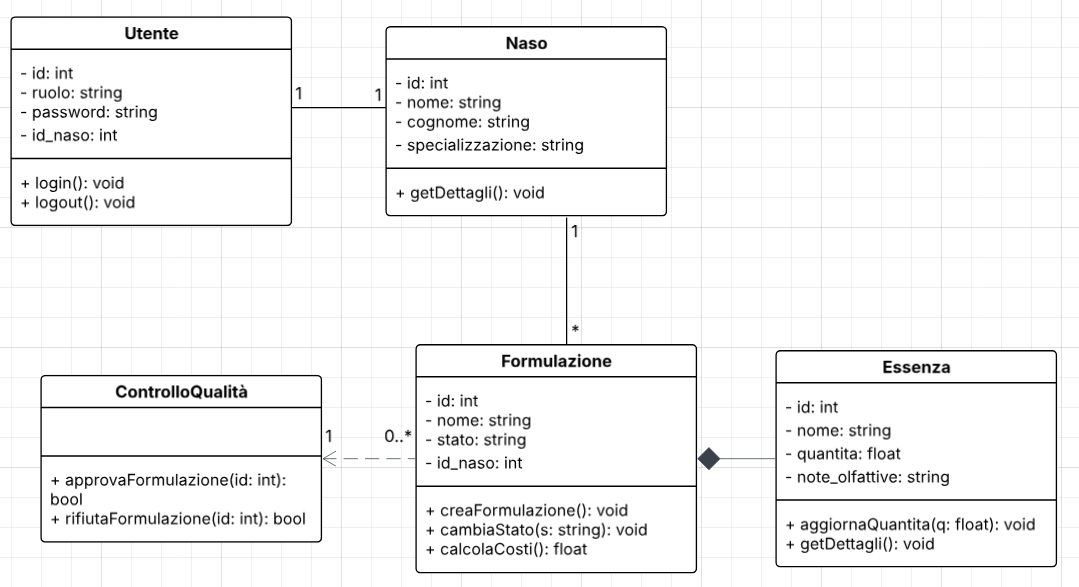 Utente
- id: int
- ruolo: string
- password: string
- id_naso: int
+ login(): void
+ logout(): void
1
1
Naso
- id: int
- nome: string
- cognome: string
- specializzazione: string
+ getDettagli(): void
1
*
ControlloQualità
+ approvaFormulazione(id: int):
bool
+ rifiutaFormulazione(id: int): bool
1
0..*
Formulazione
- id: int
- nome: string
- stato: string
- id_naso: int
+ creaFormulazione(): void
+ cambiaStato(s: string): void
+ calcolaCosti(): float
Essenza
- id: int
- nome: string
- quantita: float
- note_olfattive: string
+ aggiornaQuantita(q: float): void
+ getDettagli(): void